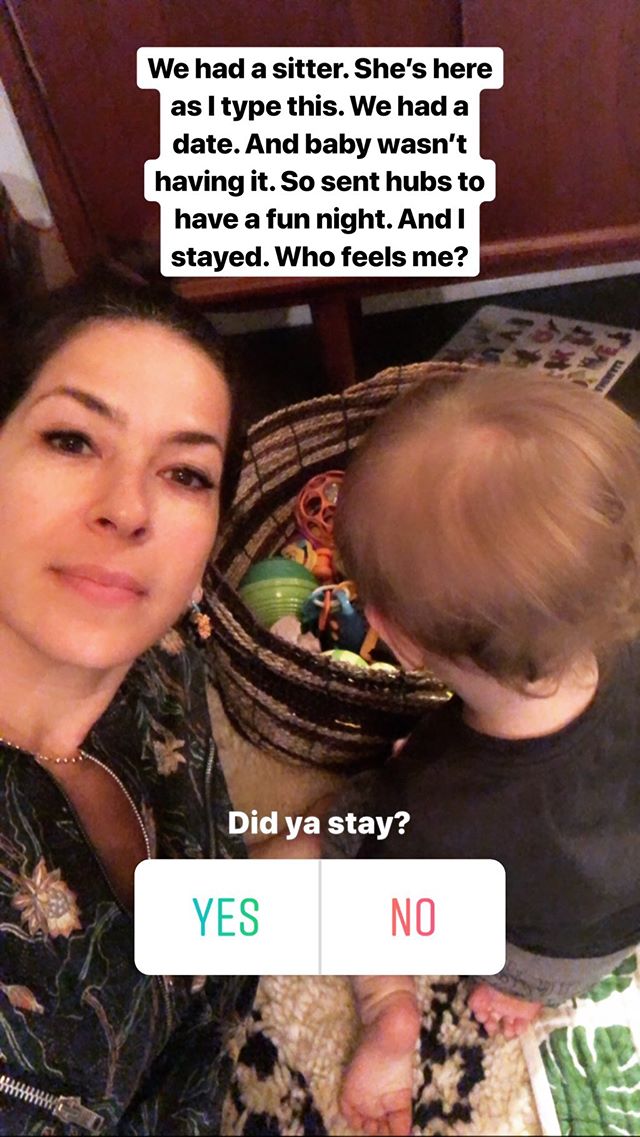 We had a sitter. She's here
as I type this. We had a
date. And baby wasn't
having it. So sent hubs to
have a fun night. And I
stayed. Who feels me?
Did ya stay?
YES NO